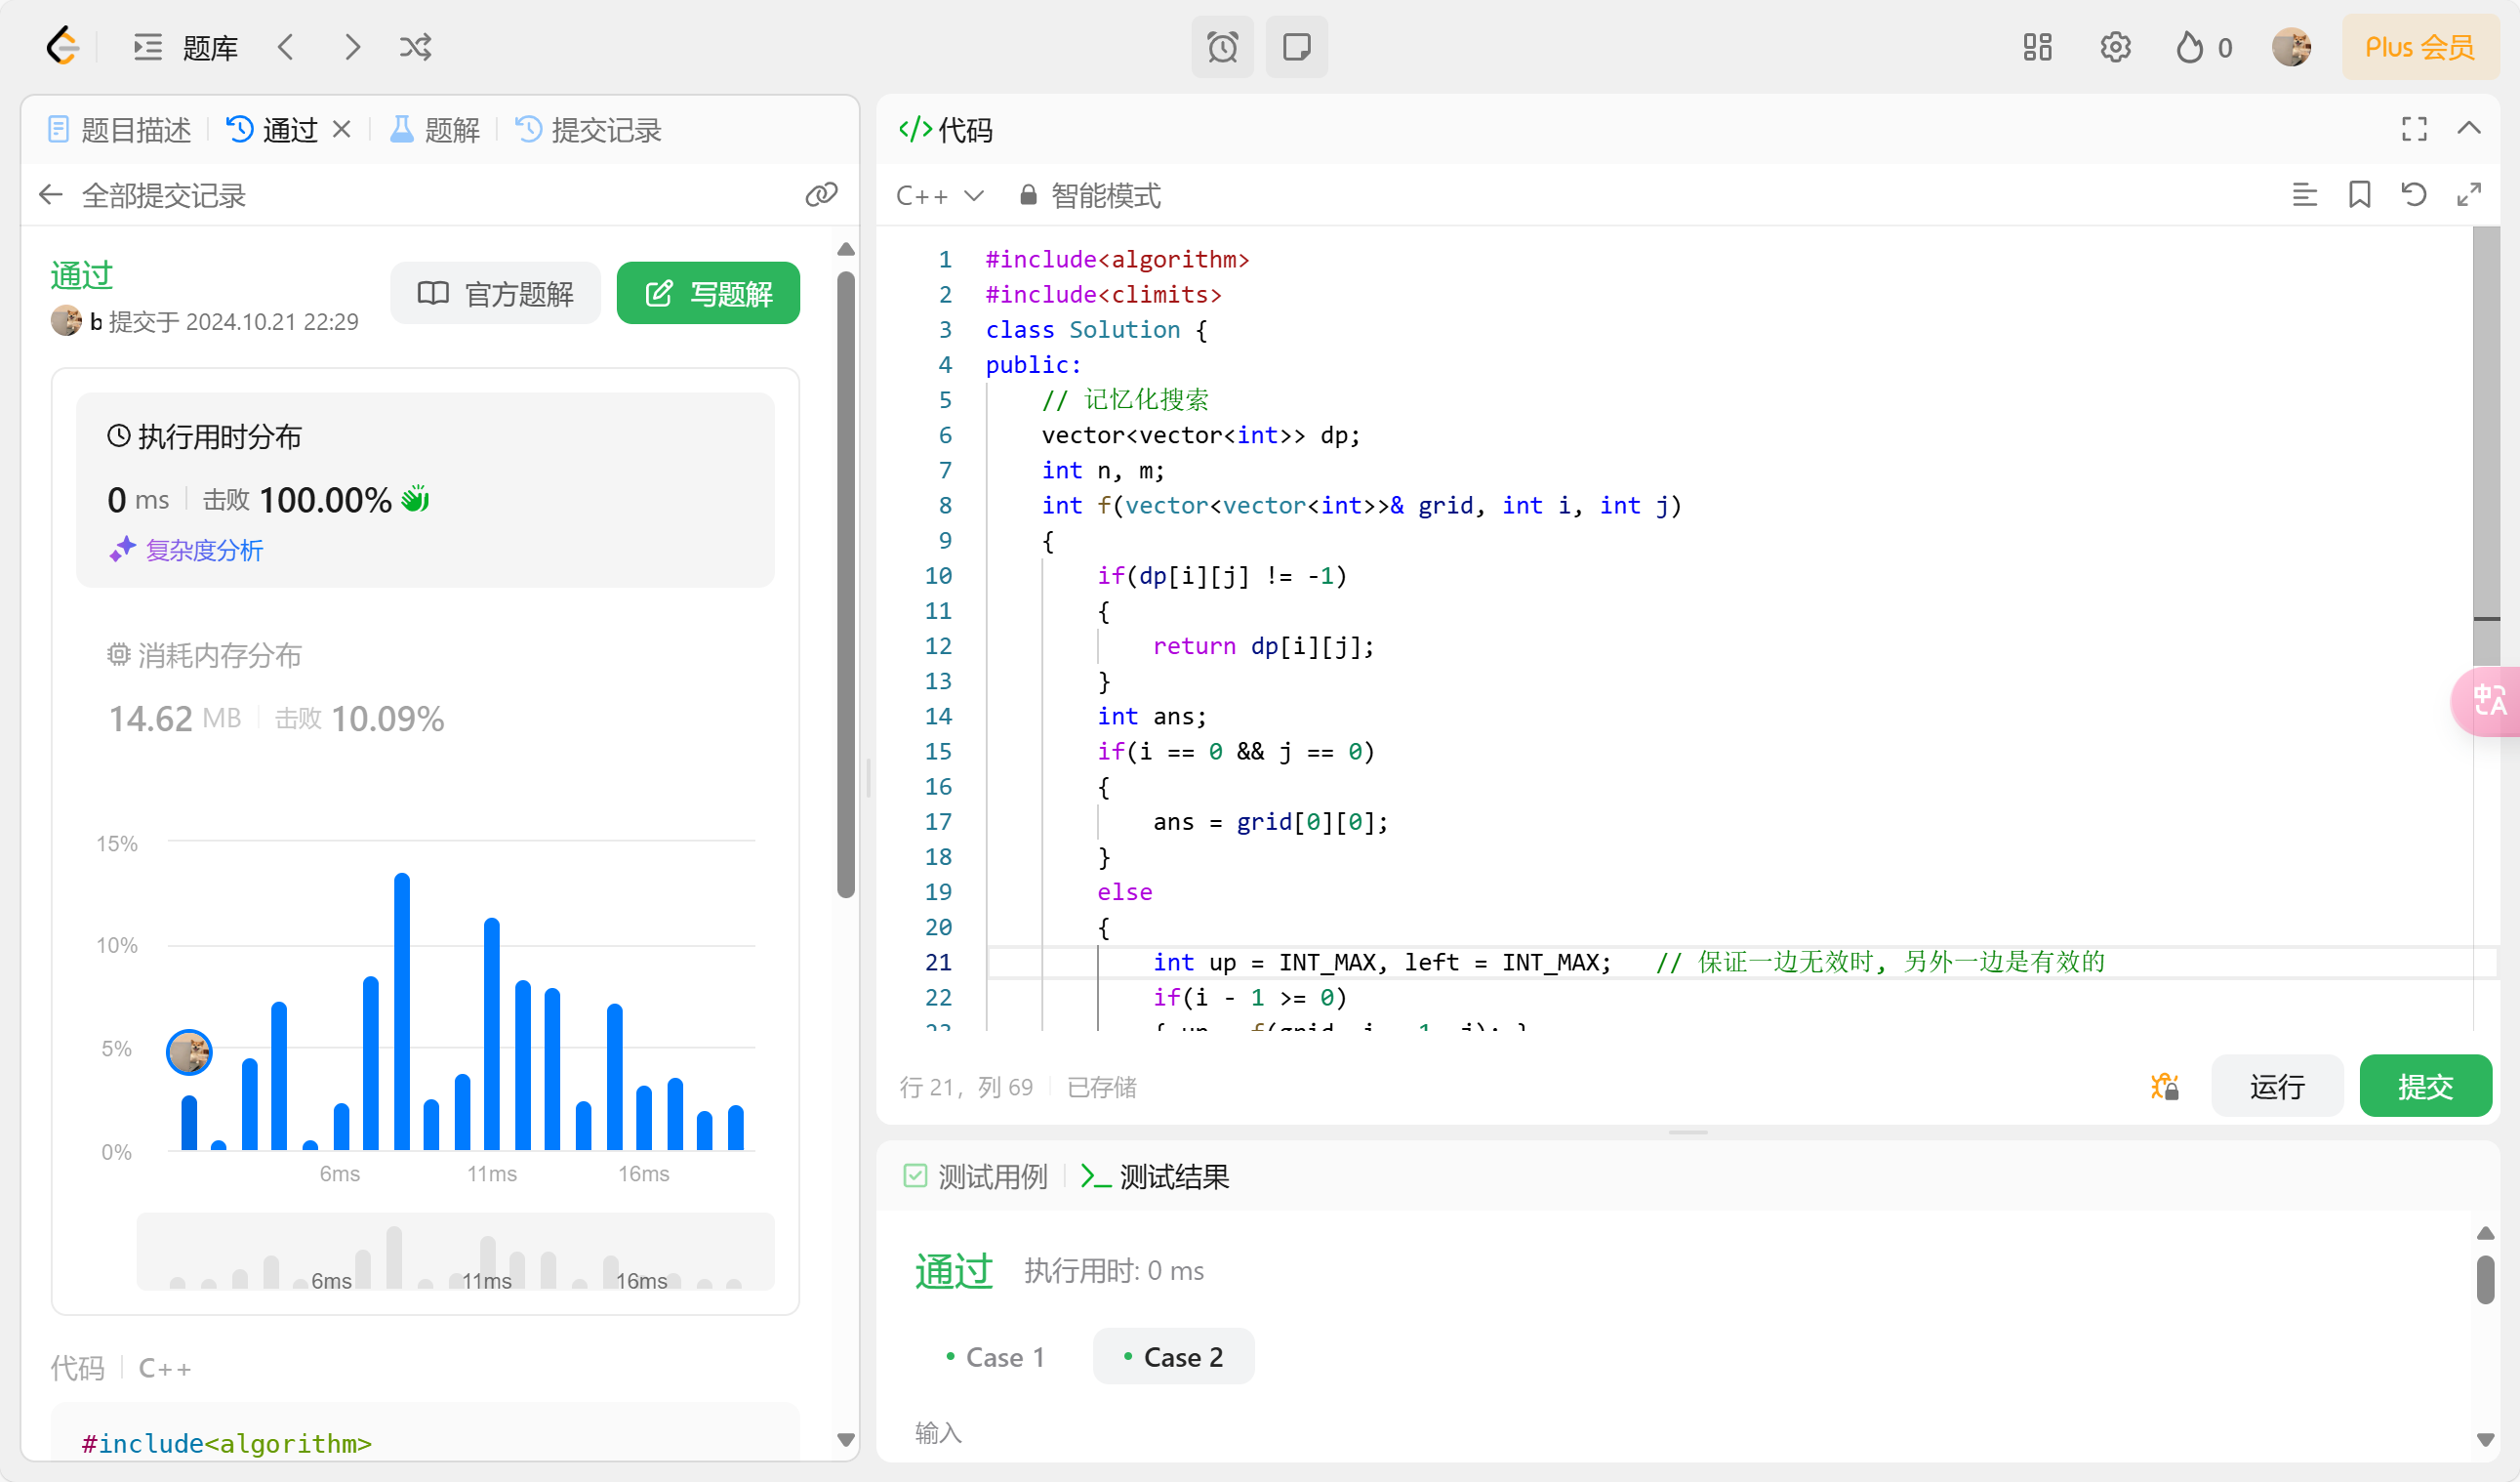 题库
0
Plus 会员
题目描述
通过
题解
提交记录
全部提交记录
通过
官方题解
写题解
b 提交于 2024.10.21 22:29
执行用时分布
0 ms 击败 100.00%
复杂度分析
消耗内存分布
14.62 MB 击败 10.09%
15%
10%
5%
0%
6ms 11ms 16ms
6ms 11ms 16ms
代码 C++
#include<algorithm>
</> 代码
C++ 智能模式
1 #include<algorithm>
2 #include<climits>
3 class Solution {
4 public:
5 // 记忆化搜索
6 vector<vector<int>> dp;
7 int n, m;
8 int f(vector<vector<int>>& grid, int i, int j)
9 {
10 if(dp[i][j] != -1)
11 {
12 return dp[i][j];
13 }
14 int ans;
15 if(i == 0 && j == 0)
16 {
17 ans = grid[0][0];
18 }
19 else
20 {
21 int up = INT_MAX, left = INT_MAX; // 保证一边无效时, 另外一边是有效的
22 if(i - 1 >= 0)
行 21, 列 69 已存储
运行
提交
测试用例
测试结果
通过 执行用时: 0 ms
Case 1 Case 2
输入
中A